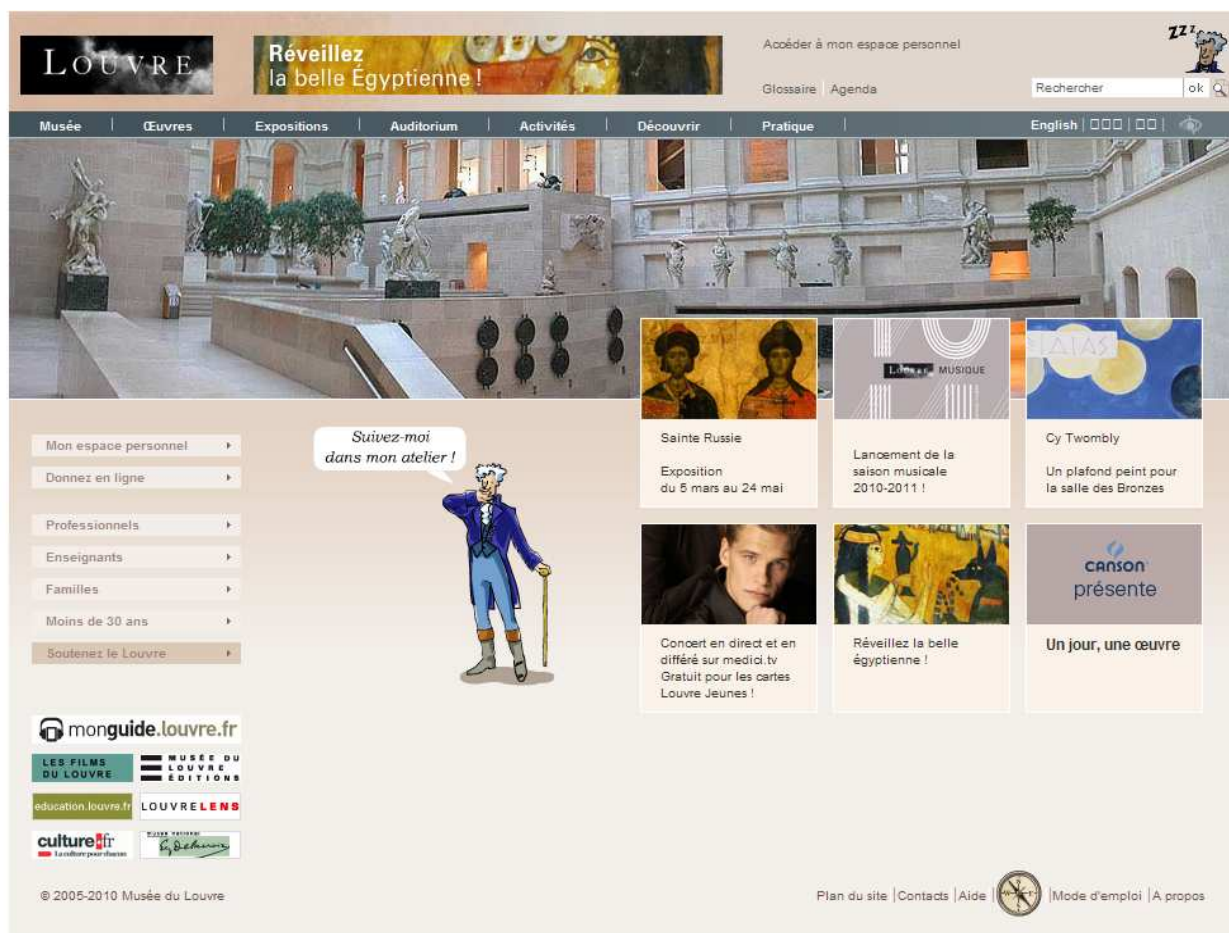 LOUVRE
Réveillez
la belle Égyptienne !
Accéder à mon espace personnel
Glossaire | Agenda
ZZZ
Rechercher
ok
Musée | Œuvres | Expositions | Auditorium | Activités | Découvrir | Pratique |
English | □□□ | □□ |
LOUVRE MUSIQUE
Mon espace personnel
Donnez en ligne
Professionnels
Enseignants
Familles
Moins de 30 ans
Soutenez le Louvre
Suivez-moi
dans mon atelier !
Sainte Russie
Exposition
du 5 mars au 24 mai
Lancement de la
saison musicale
2010-2011 !
Cy Twombly
Un plafond peint pour
la salle des Bronzes
Concert en direct et en
différé sur medici.tv
Gratuit pour les cartes
Louvre Jeunes !
Réveillez la belle
égyptienne !
CANSON
présente
Un jour, une œuvre
monguide.louvre.fr
LES FILMS
DU LOUVRE
MUSÉE DU
LOUVRE
ÉDITIONS
education.louvre.fr
LOUVRELENS
culture.fr
La culture pour chacun
© 2005-2010 Musée du Louvre
Plan du site | Contacts | Aide | | Mode d'emploi | A propos